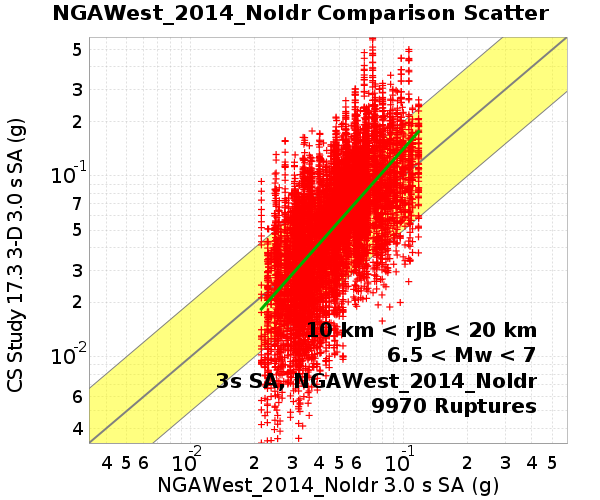 NGAWest_2014_NoIdr Comparison Scatter
CS Study 17.3 3-D 3.0 s SA (g)
5
3
2
10-1
7
5
3
2
10-2
6
4
10 km < rJB < 20 km
6.5 < Mw < 7
3s SA, NGAWest_2014_NoIdr
9970 Ruptures
4 5 6 10-2 2 3 4 5 6 10-1 2 3 4 5
NGAWest_2014_NoIdr 3.0 s SA (g)